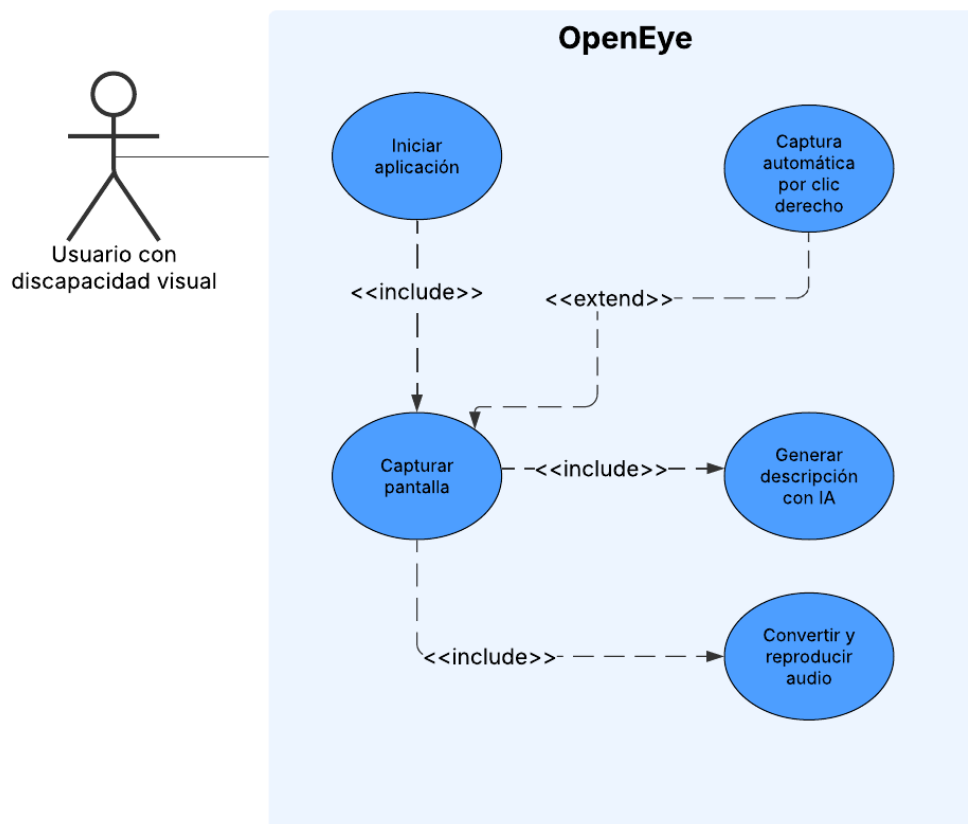 OpenEye
Usuario con
discapacidad visual
Iniciar
aplicación
Captura
automática
por clic
derecho
<<include>>
<<extend>>
Capturar
pantalla
<<include>>
Generar
descripción
con IA
<<include>>
Convertir y
reproducir
audio